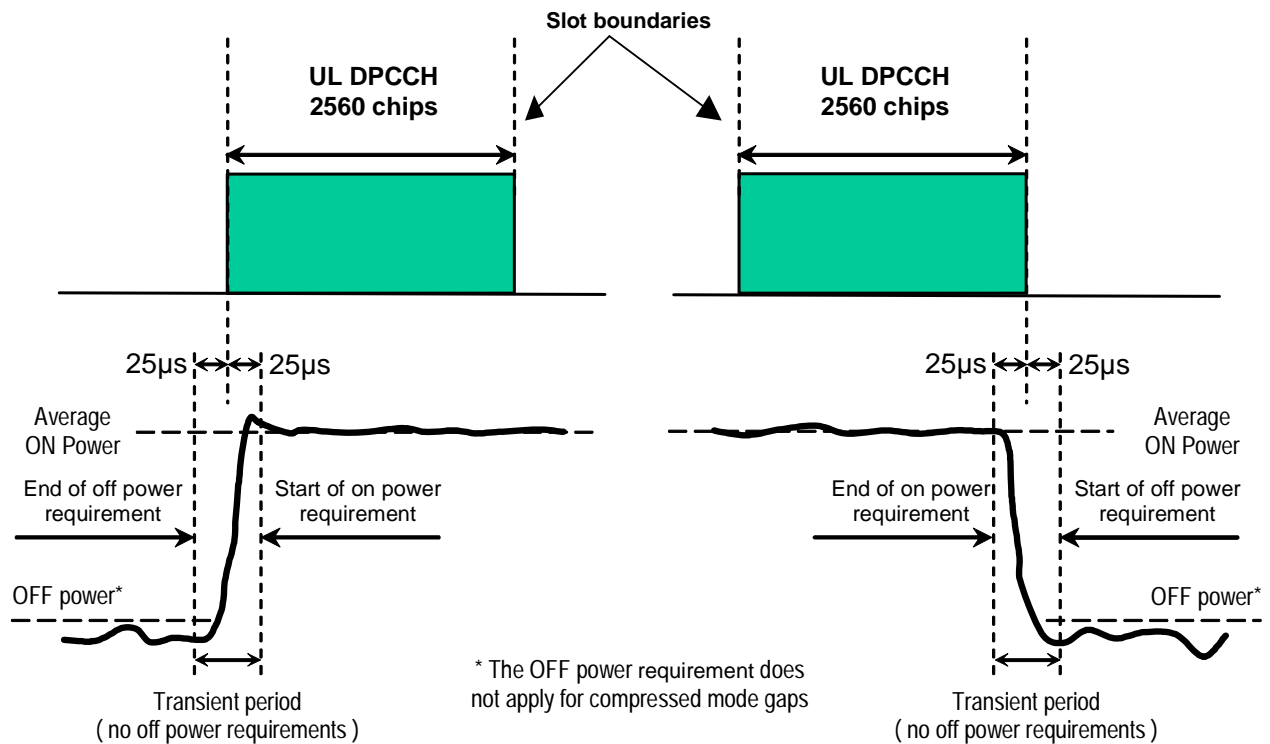 Slot boundaries
UL DPCCH
2560 chips
UL DPCCH
2560 chips
25µs
25µs
25µs
25µs
Average
ON Power
Average
ON Power
End of off power
requirement
Start of on power
requirement
End of on power
requirement
Start of off power
requirement
OFF power*
OFF power*
* The OFF power requirement does
not apply for compressed mode gaps
Transient period
( no off power requirements )
Transient period
( no off power requirements )